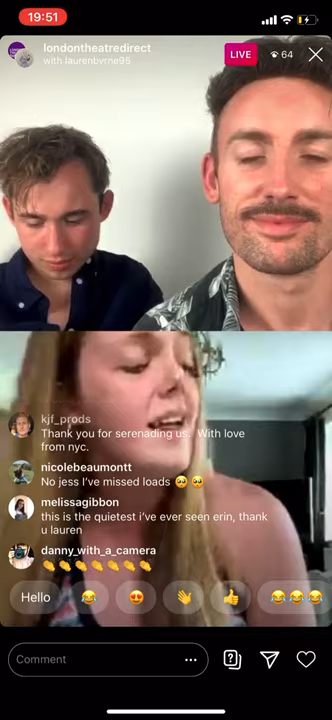 19:51
londontheatredirect
with laurenbyrne95
LIVE
64
kjf_prods
Thank you for serenading us. With love
from nyc.
nicolebeaumontt
No jess I've missed loads 🥺🥺
melissagibbon
this is the quietest i've ever seen erin, thank
u lauren
danny_with_a_camera
👏👏👏👏👏👏👏
Hello 😂 😍 👋 👍 😂😂😂
Comment